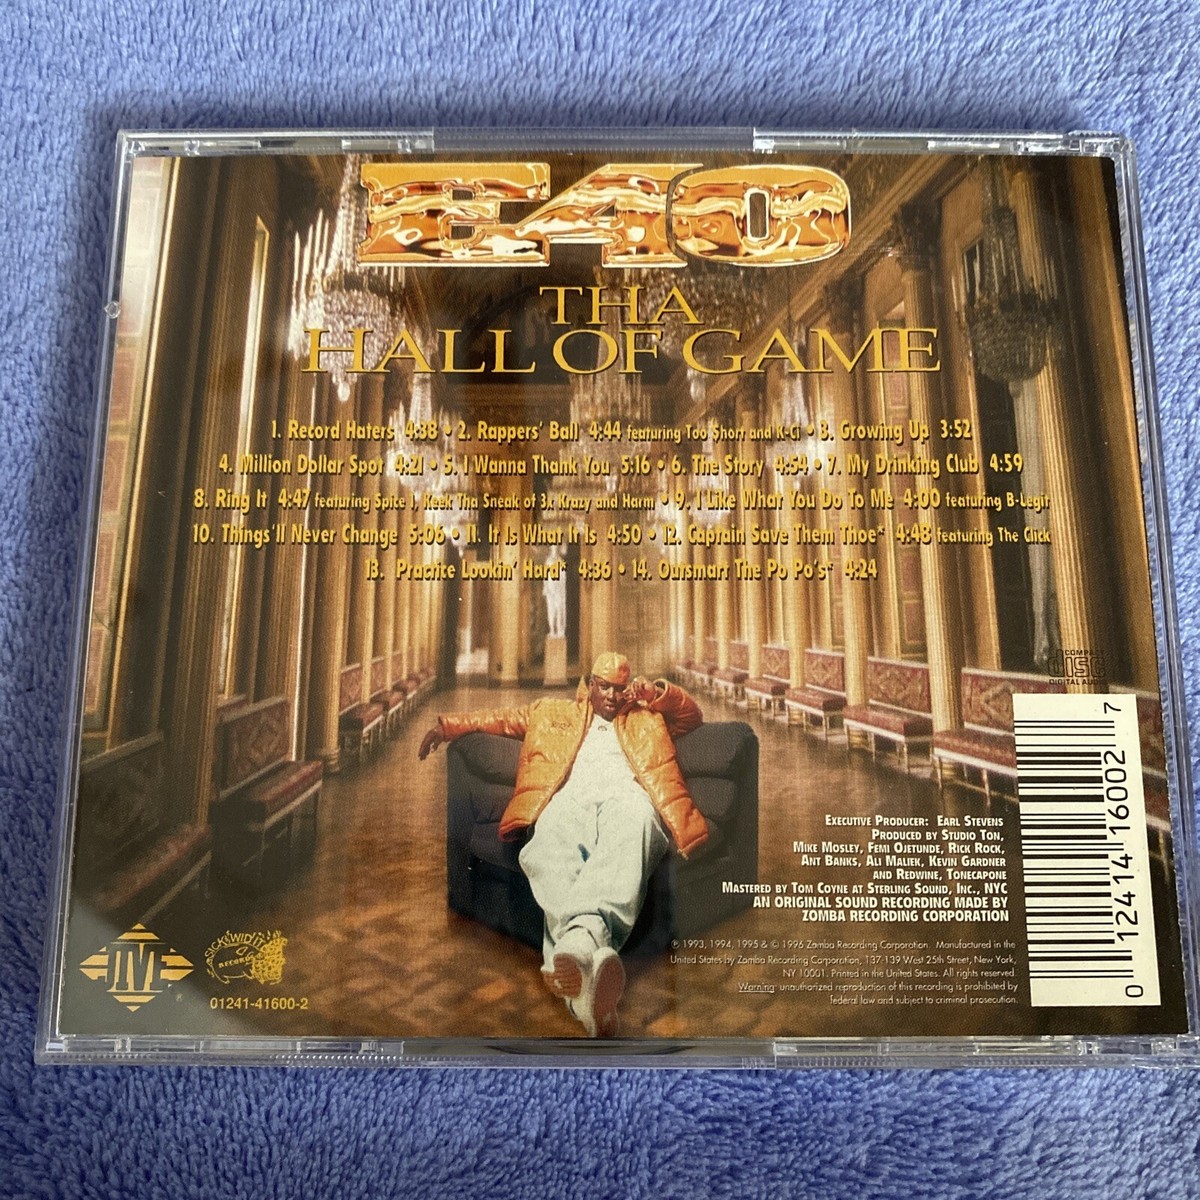 E40
THA
HALL OF GAME
1. Record Haters 4:38 • 2. Rappers' Ball 4:44 featuring Too $hort and K-Ci • 3. Growing Up 3:52
4. Million Dollar Spot 4:21 • 5. I Wanna Thank You 5:16 • 6. The Story 4:54 • 7. My Drinking Club 4:59
8. Ring It 4:47 featuring Spice 1, Keek Tha Sneak of 3x Krazy and Harm • 9. I Like What You Do To Me 4:00 featuring B-Legit
10. Things'll Never Change 5:06 • 11. It Is What It Is 4:50 • 12. Captain Save Them Thoe* 4:48 featuring The Click
13. Practice Lookin' Hard* 4:36 • 14. Outsmart The Po Po's* 4:24
COMPACT
disc
DIGITAL AUDIO
EXECUTIVE PRODUCER: EARL STEVENS
PRODUCED BY STUDIO TON,
MIKE MOSLEY, FEMI OJETUNDE, RICK ROCK,
ANT BANKS, ALI MALIEK, KEVIN GARDNER
AND REDWINE, TONECAPONE
MASTERED BY TOM COYNE AT STERLING SOUND, INC., NYC
AN ORIGINAL SOUND RECORDING MADE BY
ZOMBA RECORDING CORPORATION
℗ 1993, 1994, 1995 & © 1996 Zomba Recording Corporation. Manufactured in the
United States by Zomba Recording Corporation, 137-139 West 25th Street, New York,
NY 10001. Printed in the United States. All rights reserved.
Warning: unauthorized reproduction of this recording is prohibited by
federal law and subject to criminal prosecution.
JIVE
®
SICK WID' IT
RECORDS
01241-41600-2
0 12414 16002 7